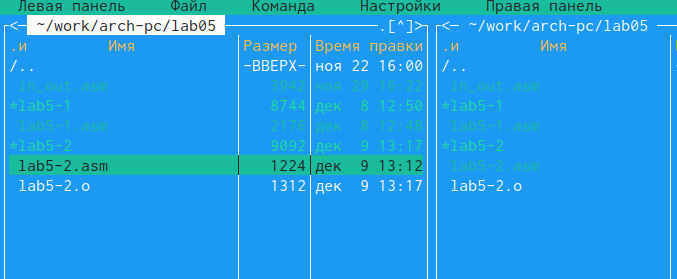 Левая панель Файл Команда Настройки Правая панель
<— ~/work/arch-pc/lab05 .[^]> <— ~/work/arch-pc/lab05
.и Имя Размер Время правки .и Имя
/.. -ВВЕРХ- ноя 22 16:00 /..
in_out.asm 3942 ноя 29 16:22 in_out.asm
*lab5-1 8744 дек 8 12:50 *lab5-1
lab5-1.asm 2176 дек 8 12:48 lab5-1.asm
*lab5-2 9092 дек 9 13:17 *lab5-2
lab5-2.asm 1224 дек 9 13:12 lab5-2.asm
lab5-2.o 1312 дек 9 13:17 lab5-2.o